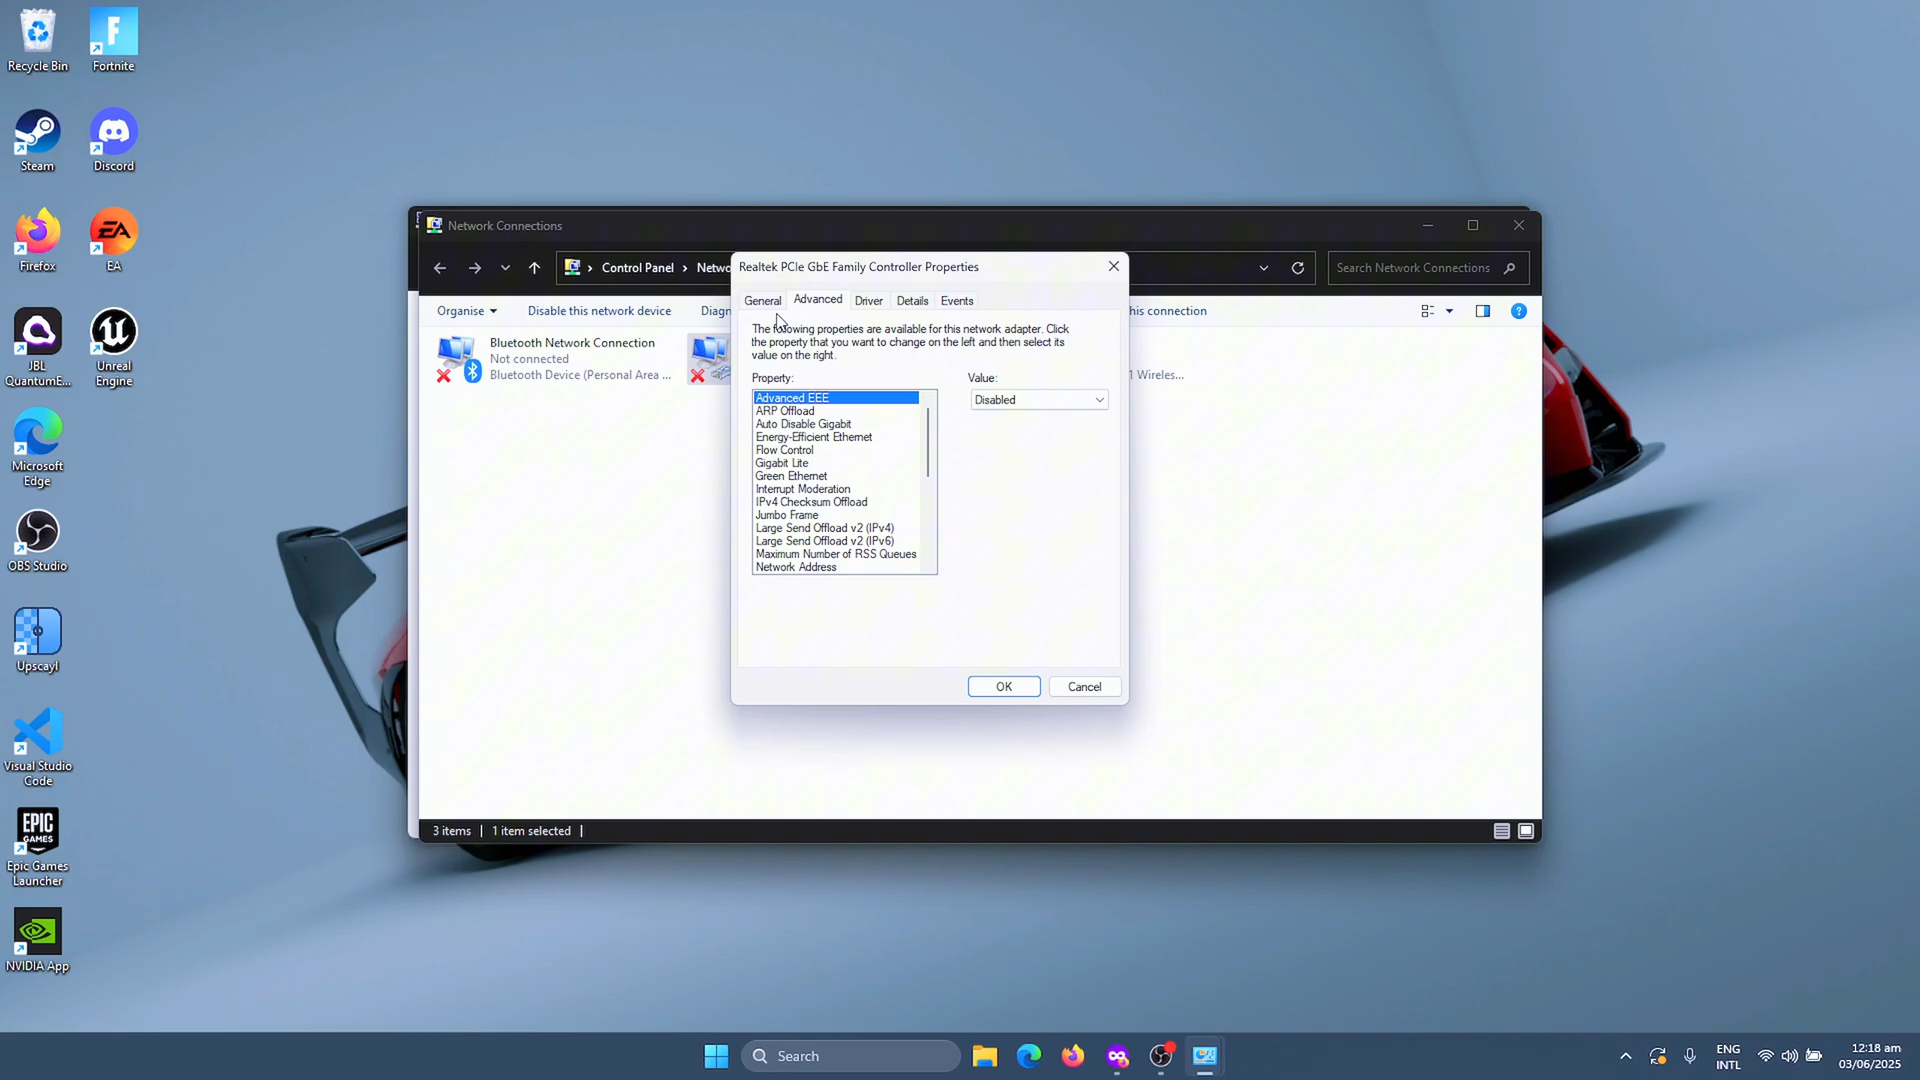 Recycle Bin
Fortnite
Steam
Discord
Firefox
EA
JBL
QuantumE...
Unreal
Engine
Microsoft
Edge
OBS Studio
Upscayl
Visual Studio
Code
EPIC
GAMES
Epic Games
Launcher
NVIDIA App
Network Connections
Control Panel
Netwo
Search Network Connections
Organise
Disable this network device
Diagn
his connection
Bluetooth Network Connection
Not connected
Bluetooth Device (Personal Area ...
1 Wireless...
Realtek PCIe GbE Family Controller Properties
General
Advanced
Driver
Details
Events
The following properties are available for this network adapter. Click
the property that you want to change on the left and then select its
value on the right.
Property:
Value:
Advanced EEE
ARP Offload
Auto Disable Gigabit
Energy-Efficient Ethernet
Flow Control
Gigabit Lite
Green Ethernet
Interrupt Moderation
IPv4 Checksum Offload
Jumbo Frame
Large Send Offload v2 (IPv4)
Large Send Offload v2 (IPv6)
Maximum Number of RSS Queues
Network Address
Disabled
OK
Cancel
3 items
1 item selected
Search
ENG
INTL
12:18 am
03/06/2025